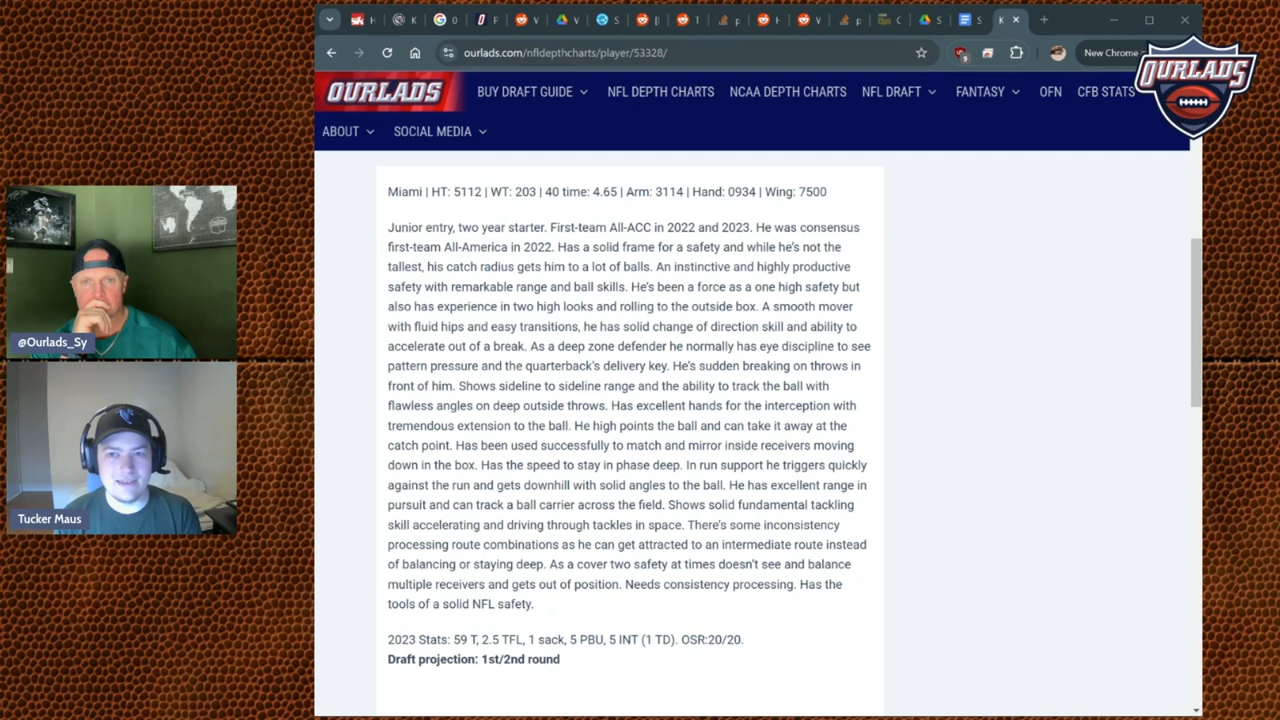 ourlads.com/nfldepthcharts/player/53328/
New Chrome
OURLADS
OURLADS
BUY DRAFT GUIDE
NFL DEPTH CHARTS
NCAA DEPTH CHARTS
NFL DRAFT
FANTASY
OFN
CFB STATS
ABOUT
SOCIAL MEDIA
Miami | HT: 5112 | WT: 203 | 40 time: 4.65 | Arm: 3114 | Hand: 0934 | Wing: 7500
Junior entry, two year starter. First-team All-ACC in 2022 and 2023. He was consensus
first-team All-America in 2022. Has a solid frame for a safety and while he's not the
tallest, his catch radius gets him to a lot of balls. An instinctive and highly productive
safety with remarkable range and ball skills. He's been a force as a one high safety but
also has experience in two high looks and rolling to the outside box. A smooth mover
with fluid hips and easy transitions, he has solid change of direction skill and ability to
accelerate out of a break. As a deep zone defender he normally has eye discipline to see
pattern pressure and the quarterback's delivery key. He's sudden breaking on throws in
front of him. Shows sideline to sideline range and the ability to track the ball with
flawless angles on deep outside throws. Has excellent hands for the interception with
tremendous extension to the ball. He high points the ball and can take it away at the
catch point. Has been used successfully to match and mirror inside receivers moving
down in the box. Has the speed to stay in phase deep. In run support he triggers quickly
against the run and gets downhill with solid angles to the ball. He has excellent range in
pursuit and can track a ball carrier across the field. Shows solid fundamental tackling
skill accelerating and driving through tackles in space. There's some inconsistency
processing route combinations as he can get attracted to an intermediate route instead
of balancing or staying deep. As a cover two safety at times doesn't see and balance
multiple receivers and gets out of position. Needs consistency processing. Has the
tools of a solid NFL safety.
2023 Stats: 59 T, 2.5 TFL, 1 sack, 5 PBU, 5 INT (1 TD). OSR:20/20.
Draft projection: 1st/2nd round
@Ourlads_Sy
Tucker Maus